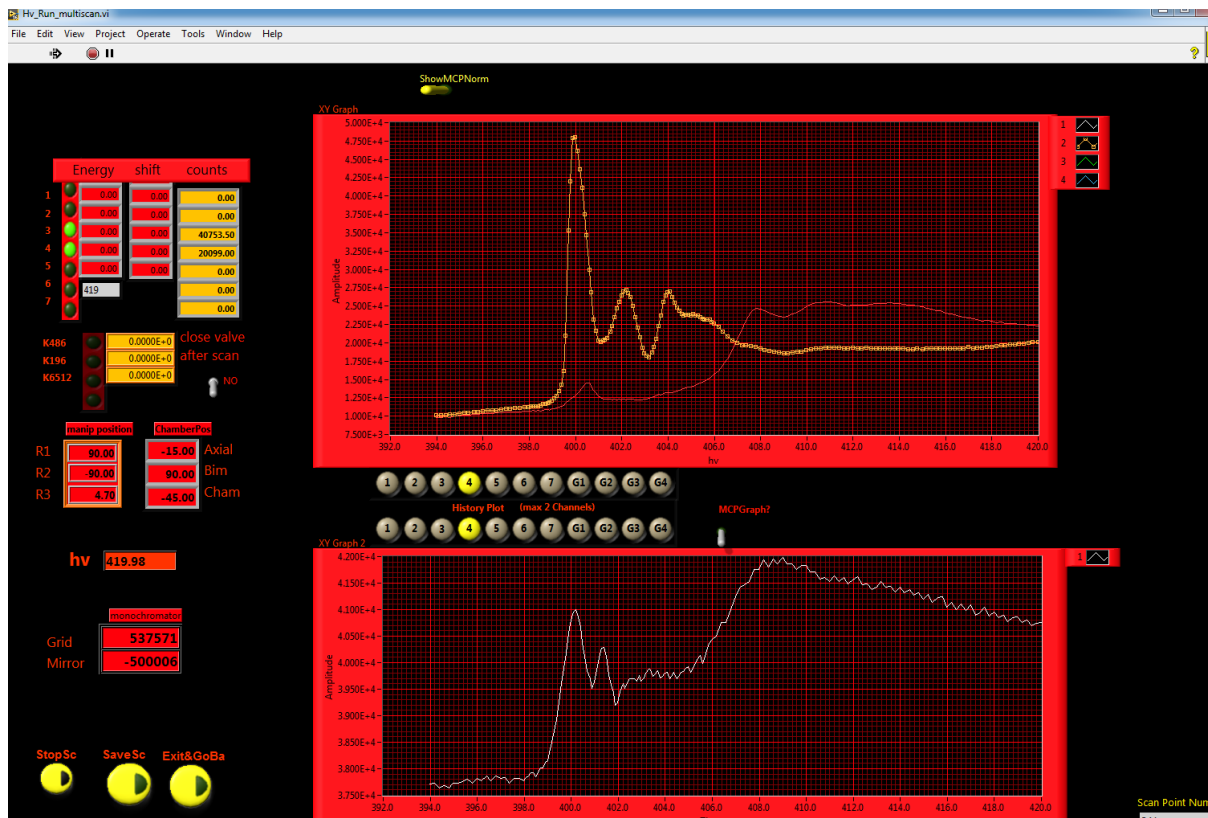 Hv_Run_multiscan.vi
File Edit View Project Operate Tools Window Help
ShowMCPNorm
XY Graph
5.000E+4
4.750E+4
4.500E+4
4.250E+4
4.000E+4
3.750E+4
3.500E+4
3.250E+4
3.000E+4
2.750E+4
2.500E+4
2.250E+4
2.000E+4
1.750E+4
1.500E+4
1.250E+4
1.000E+4
7.500E+3
Amplitude
392.0 394.0 396.0 398.0 400.0 402.0 404.0 406.0 408.0 410.0 412.0 414.0 416.0 418.0 420.0
hv
1
2
3
4
Energy shift counts
1 0.00 0.00 0.00
2 0.00 0.00 0.00
3 0.00 0.00 40753.50
4 0.00 0.00 20099.00
5 0.00 0.00 0.00
6 419 0.00
7 0.00
K486 0.0000E+0 close valve
K196 0.0000E+0 after scan
K6512 0.0000E+0 NO
manip position ChamberPos
R1 90.00 -15.00 Axial
R2 -90.00 90.00 Bim
R3 4.70 -45.00 Cham
1 2 3 4 5 6 7 G1 G2 G3 G4
History Plot (max 2 Channels)
1 2 3 4 5 6 7 G1 G2 G3 G4
MCPGraph?
hv 419.98
monochromator
Grid 537571
Mirror -500006
StopSc SaveSc Exit&GoBa
XY Graph 2
4.200E+4
4.150E+4
4.100E+4
4.050E+4
4.000E+4
3.950E+4
3.900E+4
3.850E+4
3.800E+4
3.750E+4
Amplitude
392.0 394.0 396.0 398.0 400.0 402.0 404.0 406.0 408.0 410.0 412.0 414.0 416.0 418.0 420.0
1
Scan Point Num